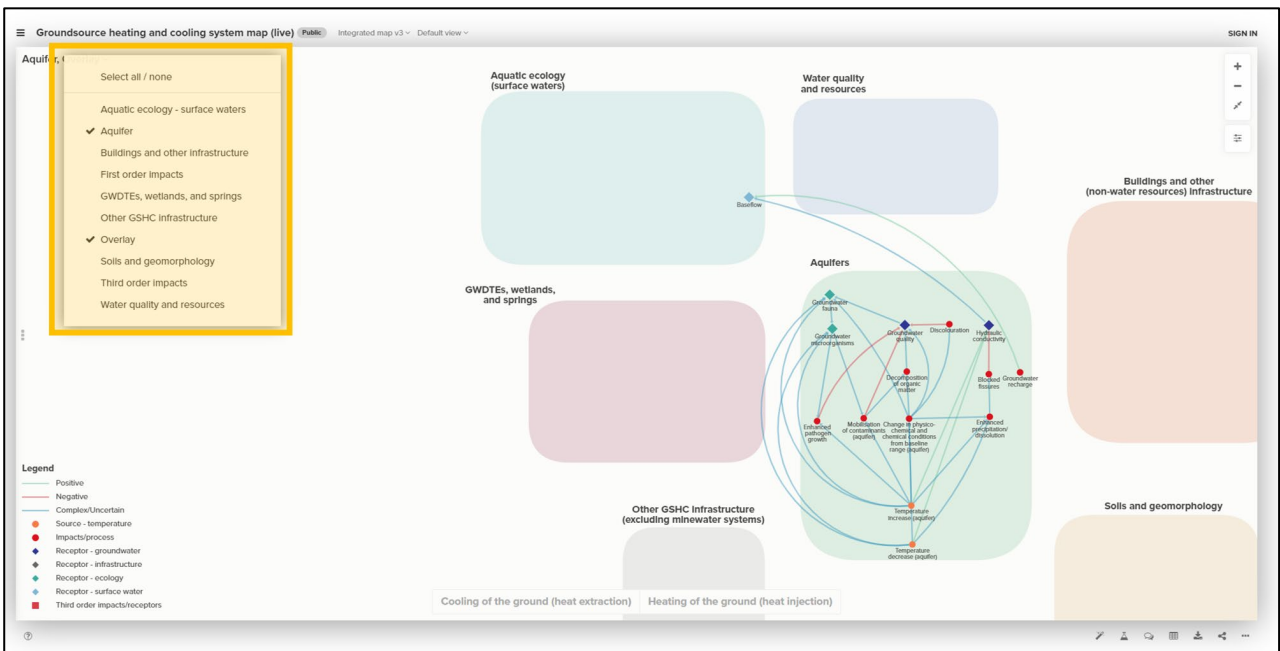 Groundsource heating and cooling system map (live) Public Integrated map v3 Default view SIGN IN
Aquifer,
Select all / none
Aquatic ecology - surface waters
Aquifer
Buildings and other infrastructure
First order impacts
GWDTEs, wetlands, and springs
Other GSHC infrastructure
Overlay
Soils and geomorphology
Third order impacts
Water quality and resources
Aquatic ecology
(surface waters)
Water quality
and resources
Buildings and other
(non-water resources) infrastructure
Baseflow
GWDTEs, wetlands,
and springs
Aquifers
Groundwater
fauna
Groundwater
microorganisms
Groundwater
quality
Discolouration
Hydraulic
conductivity
Decomposition
of organic
matter
Blocked
fissures
Groundwater
recharge
Enhanced
pathogen
growth
Mobilisation
of contaminants
(aquifer)
Change in physico-
chemical and
chemical conditions
from baseline
range (aquifer)
Enhanced
precipitation/
dissolution
Temperature
increase (aquifer)
Temperature
decrease (aquifer)
Other GSHC Infrastructure
(excluding minewater systems)
Soils and geomorphology
Legend
Positive
Negative
Complex/Uncertain
Source - temperature
Impacts/process
Receptor - groundwater
Receptor - infrastructure
Receptor - ecology
Receptor - surface water
Third order impacts/receptors
Cooling of the ground (heat extraction) Heating of the ground (heat injection)